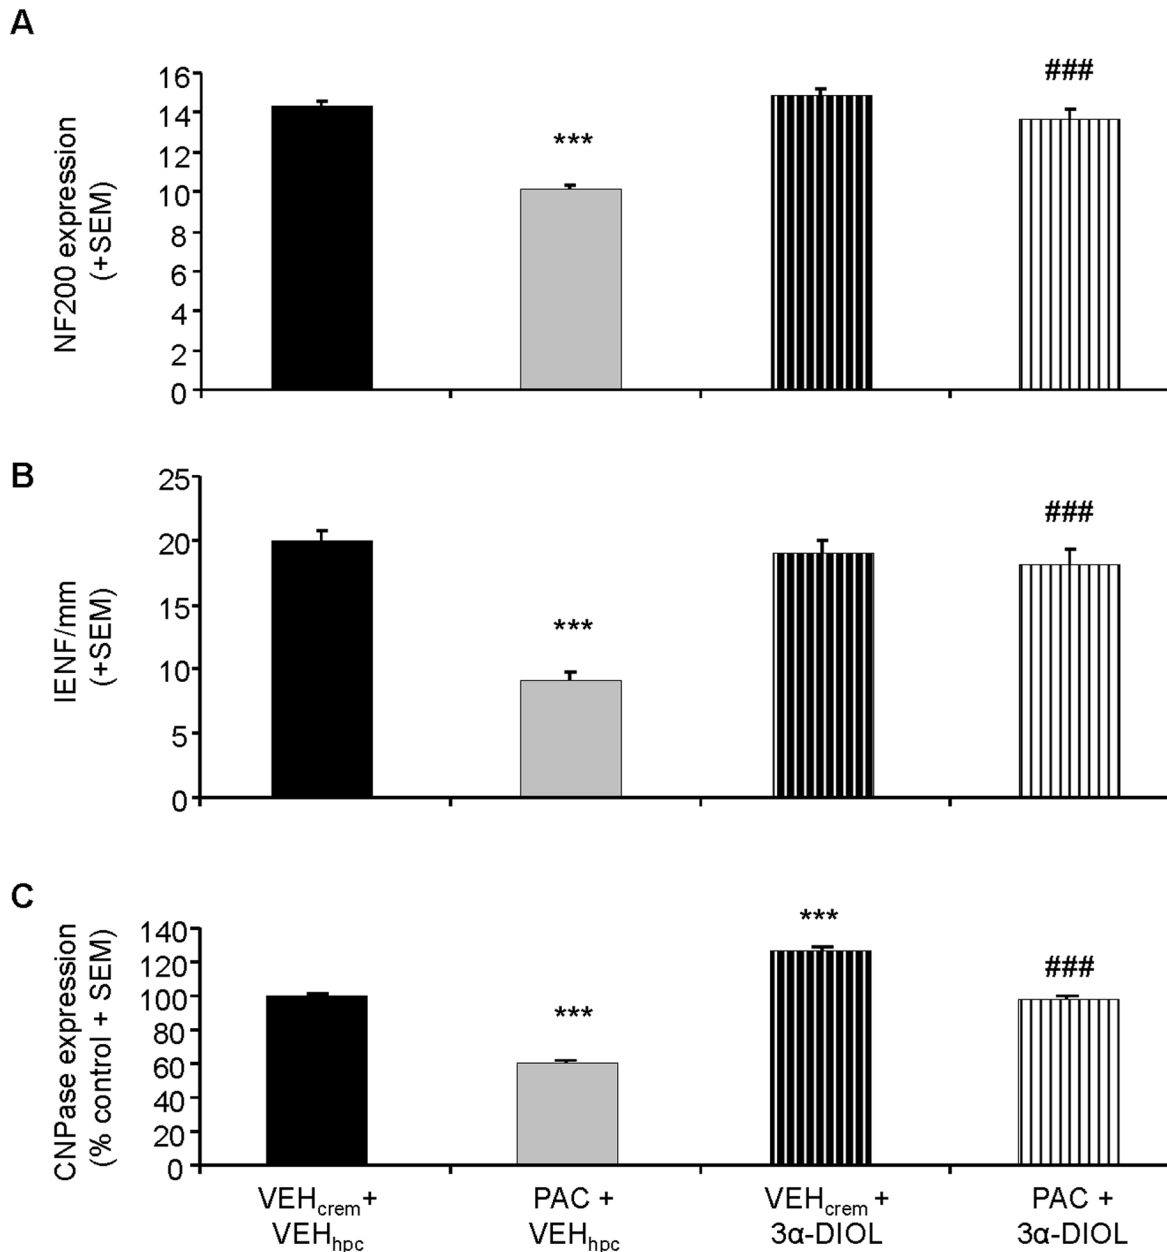 A
NF200 expression
(+SEM)
16
14
12
10
8
6
4
2
0
***
###
B
IENF/mm
(+SEM)
25
20
15
10
5
0
***
###
C
CNPase expression
(% control + SEM)
140
120
100
80
60
40
20
0
***
***
###
VEHcrem +
VEHhpc
PAC +
VEHhpc
VEHcrem +
3α-DIOL
PAC +
3α-DIOL